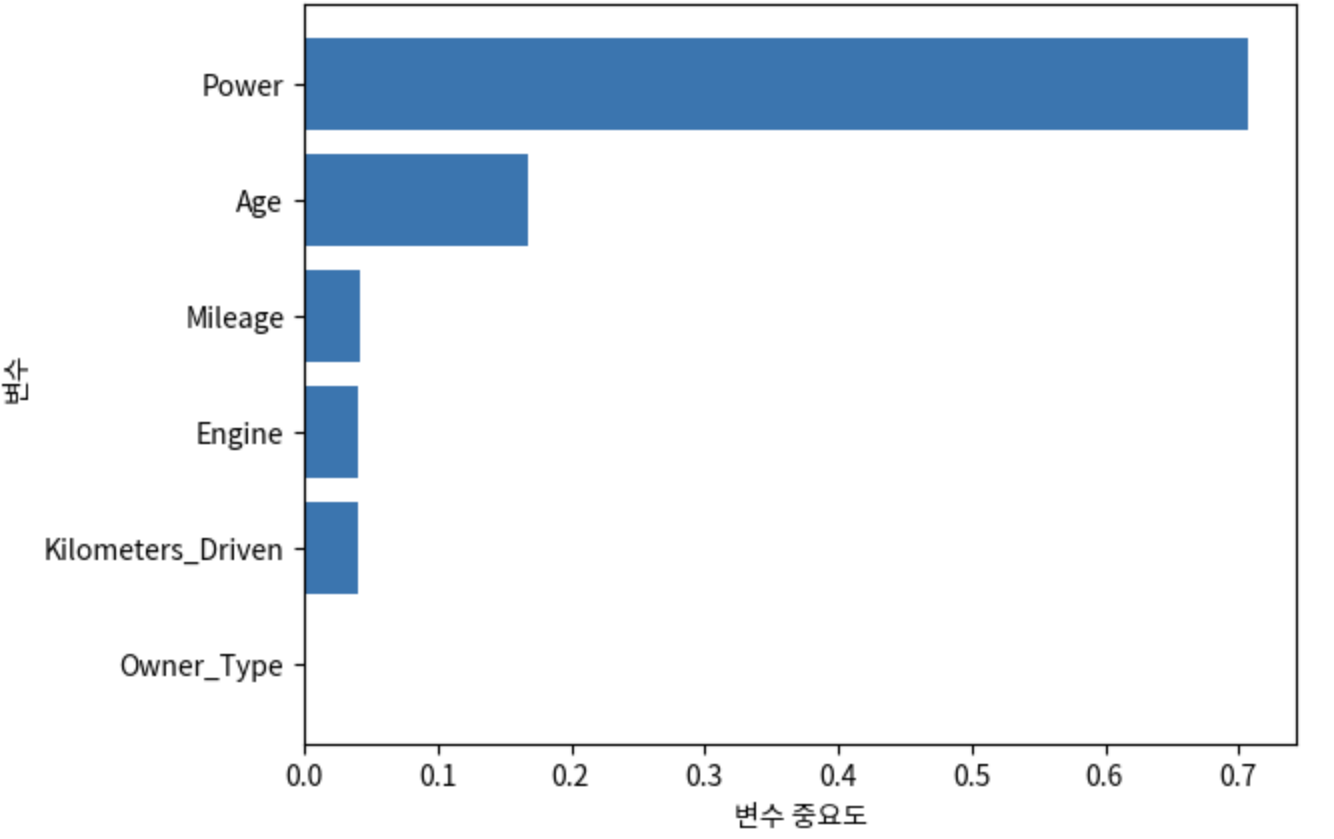 Power
Age
Mileage
Engine
Kilometers_Driven
Owner_Type
변수
0.0 0.1 0.2 0.3 0.4 0.5 0.6 0.7
변수 중요도